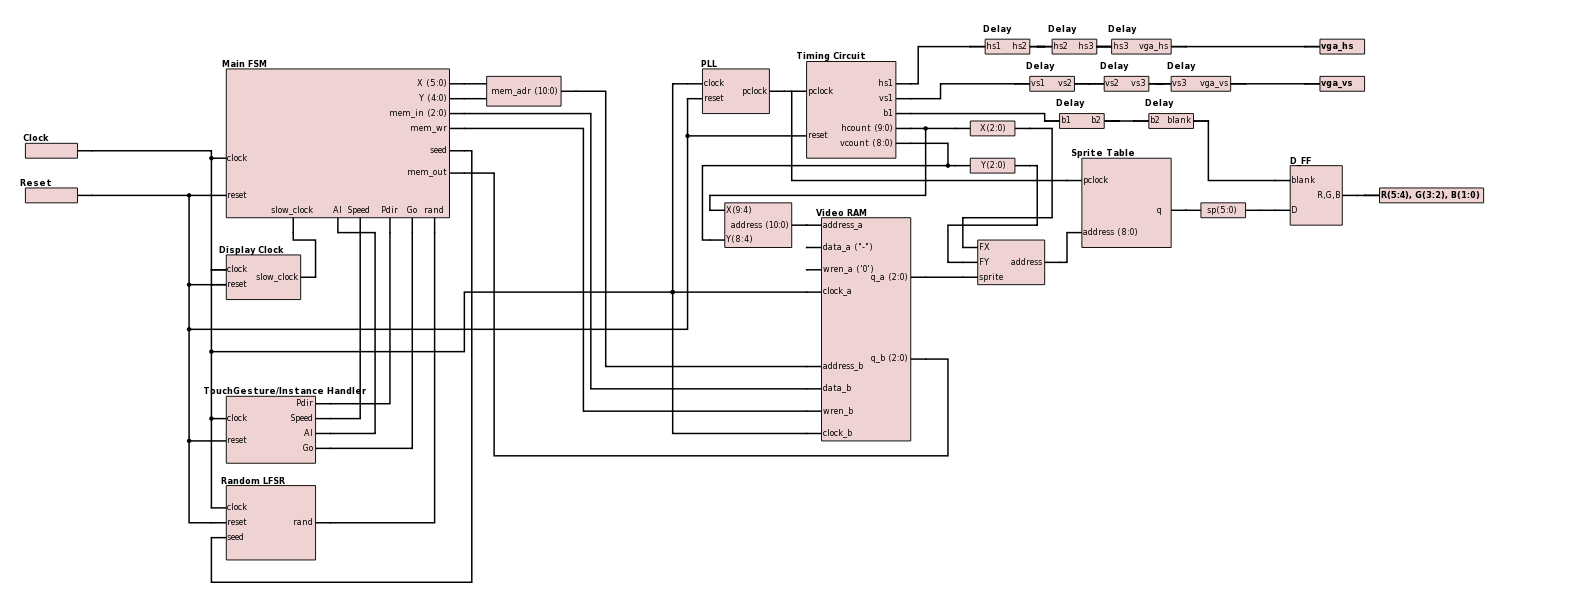 Delay
Delay
Delay
hs1 hs2
hs2 hs3
hs3 vga_hs
vga_hs
Main FSM
PLL
Timing Circuit
Delay
Delay
Delay
X (5:0)
Y (4:0)
mem_in (2:0)
mem_wr
seed
mem_out
mem_adr (10:0)
clock
reset
pclock
pclock
reset
hs1
vs1
b1
hcount (9:0)
vcount (8:0)
vs1 vs2
vs2 vs3
vs3 vga_vs
vga_vs
Delay
Delay
b1 b2
b2 blank
X(2:0)
Y(2:0)
Clock
Reset
clock
reset
slow_clock
AI
Speed
Pdir
Go
rand
Sprite Table
pclock
q
address (8:0)
D_FF
blank
R,G,B
D
R(5:4), G(3:2), B(1:0)
sp(5:0)
X(9:4)
address (10:0)
Y(8:4)
Video RAM
address_a
data_a ("-")
wren_a ('0')
q_a (2:0)
clock_a
q_b (2:0)
address_b
data_b
wren_b
clock_b
FX
FY
address
sprite
Display Clock
clock
slow_clock
reset
TouchGesture/Instance Handler
Pdir
clock
Speed
AI
reset
Go
Random LFSR
clock
reset
rand
seed